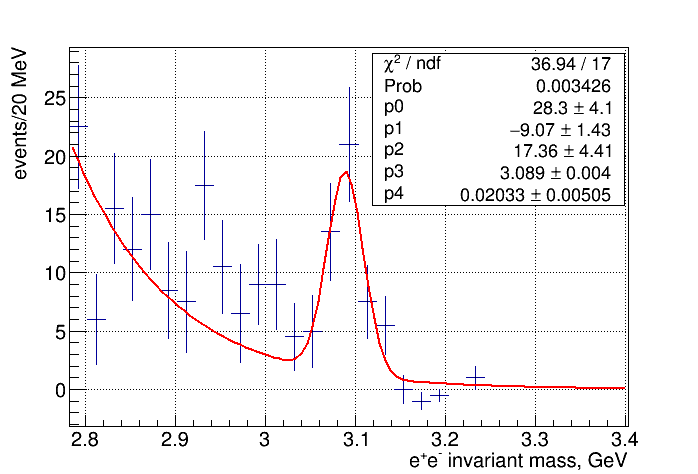 events/20 MeV
χ² / ndf 36.94 / 17
Prob 0.003426
p0 28.3 ± 4.1
p1 −9.07 ± 1.43
p2 17.36 ± 4.41
p3 3.089 ± 0.004
p4 0.02033 ± 0.00505
25
20
15
10
5
0
2.8 2.9 3 3.1 3.2 3.3 3.4
e⁺e⁻ invariant mass, GeV